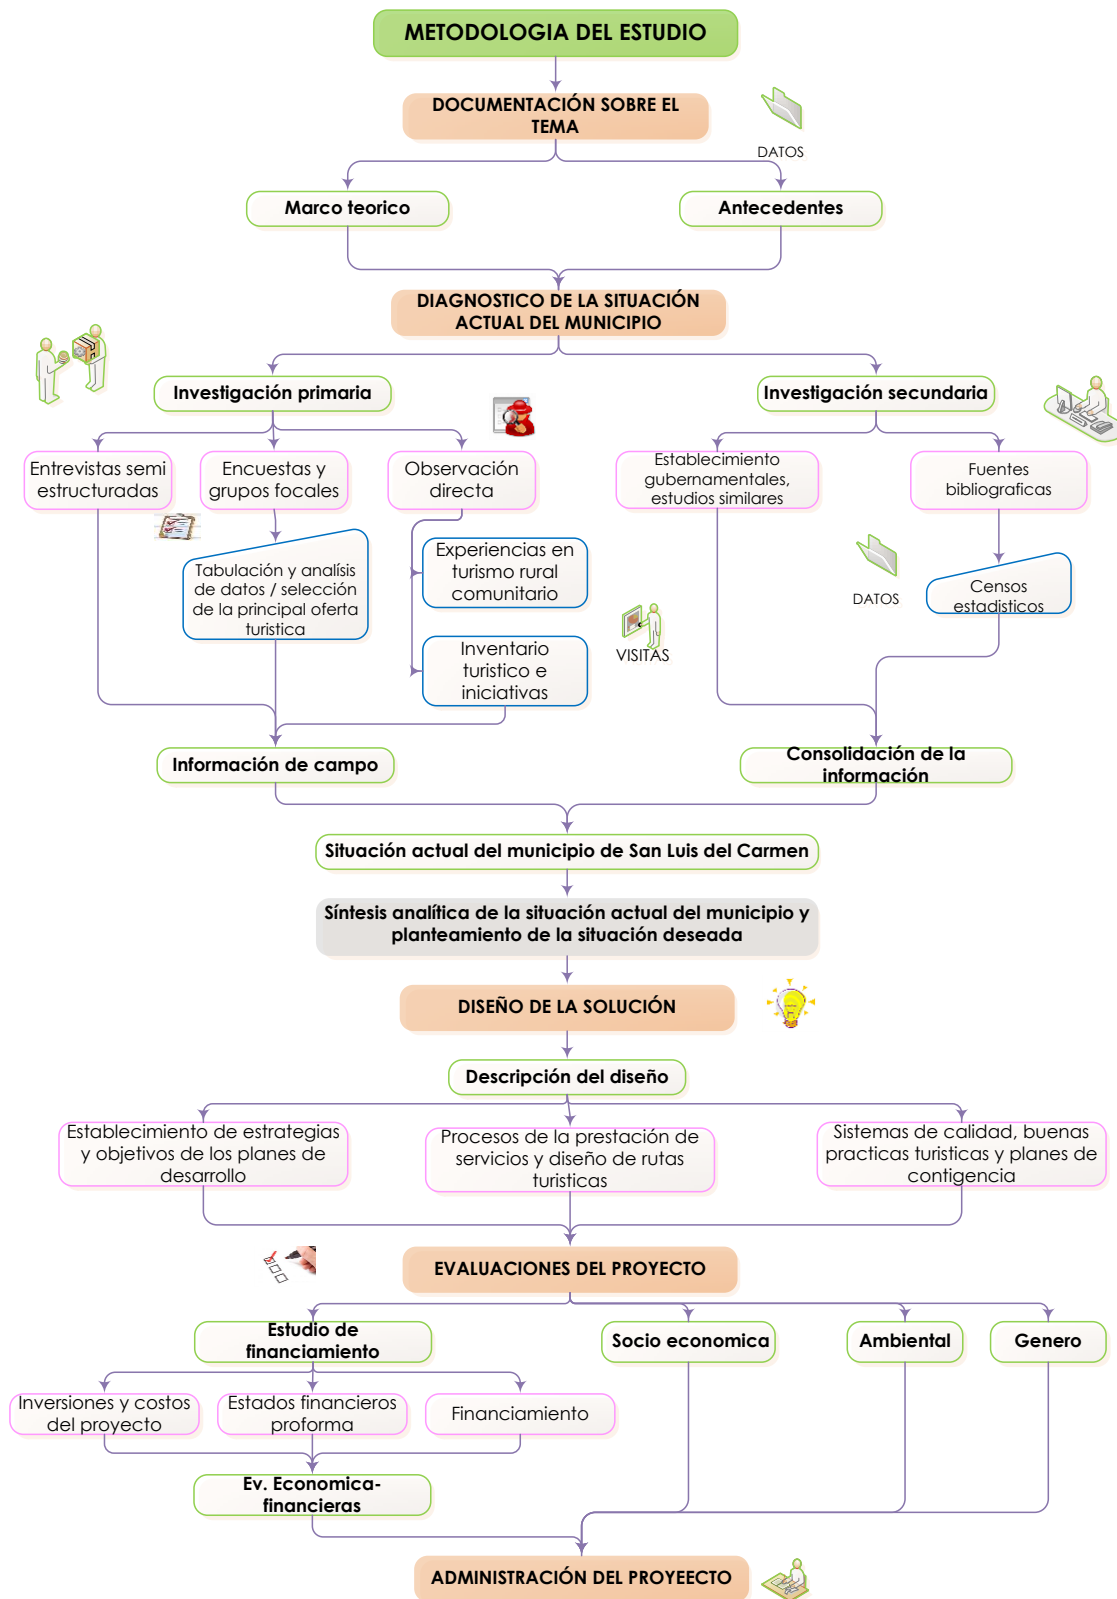 METODOLOGIA DEL ESTUDIO
DOCUMENTACIÓN SOBRE EL
TEMA
DATOS
Marco teorico
Antecedentes
DIAGNOSTICO DE LA SITUACIÓN
ACTUAL DEL MUNICIPIO
Investigación primaria
Investigación secundaria
Entrevistas semi
estructuradas
Encuestas y
grupos focales
Observación
directa
Establecimiento
gubernamentales,
estudios similares
Fuentes
bibliograficas
Tabulación y analísis
de datos / selección
de la principal oferta
turistica
Experiencias en
turismo rural
comunitario
DATOS
Censos
estadisticos
Inventario
turistico e
iniciativas
VISITAS
Información de campo
Consolidación de la
información
Situación actual del municipio de San Luis del Carmen
Síntesis analítica de la situación actual del municipio y
planteamiento de la situación deseada
DISEÑO DE LA SOLUCIÓN
Descripción del diseño
Establecimiento de estrategias
y objetivos de los planes de
desarrollo
Procesos de la prestación de
servicios y diseño de rutas
turisticas
Sistemas de calidad, buenas
practicas turisticas y planes de
contigencia
EVALUACIONES DEL PROYECTO
Estudio de
financiamiento
Socio economica
Ambiental
Genero
Inversiones y costos
del proyecto
Estados financieros
proforma
Financiamiento
Ev. Economica-
financieras
ADMINISTRACIÓN DEL PROYEECTO